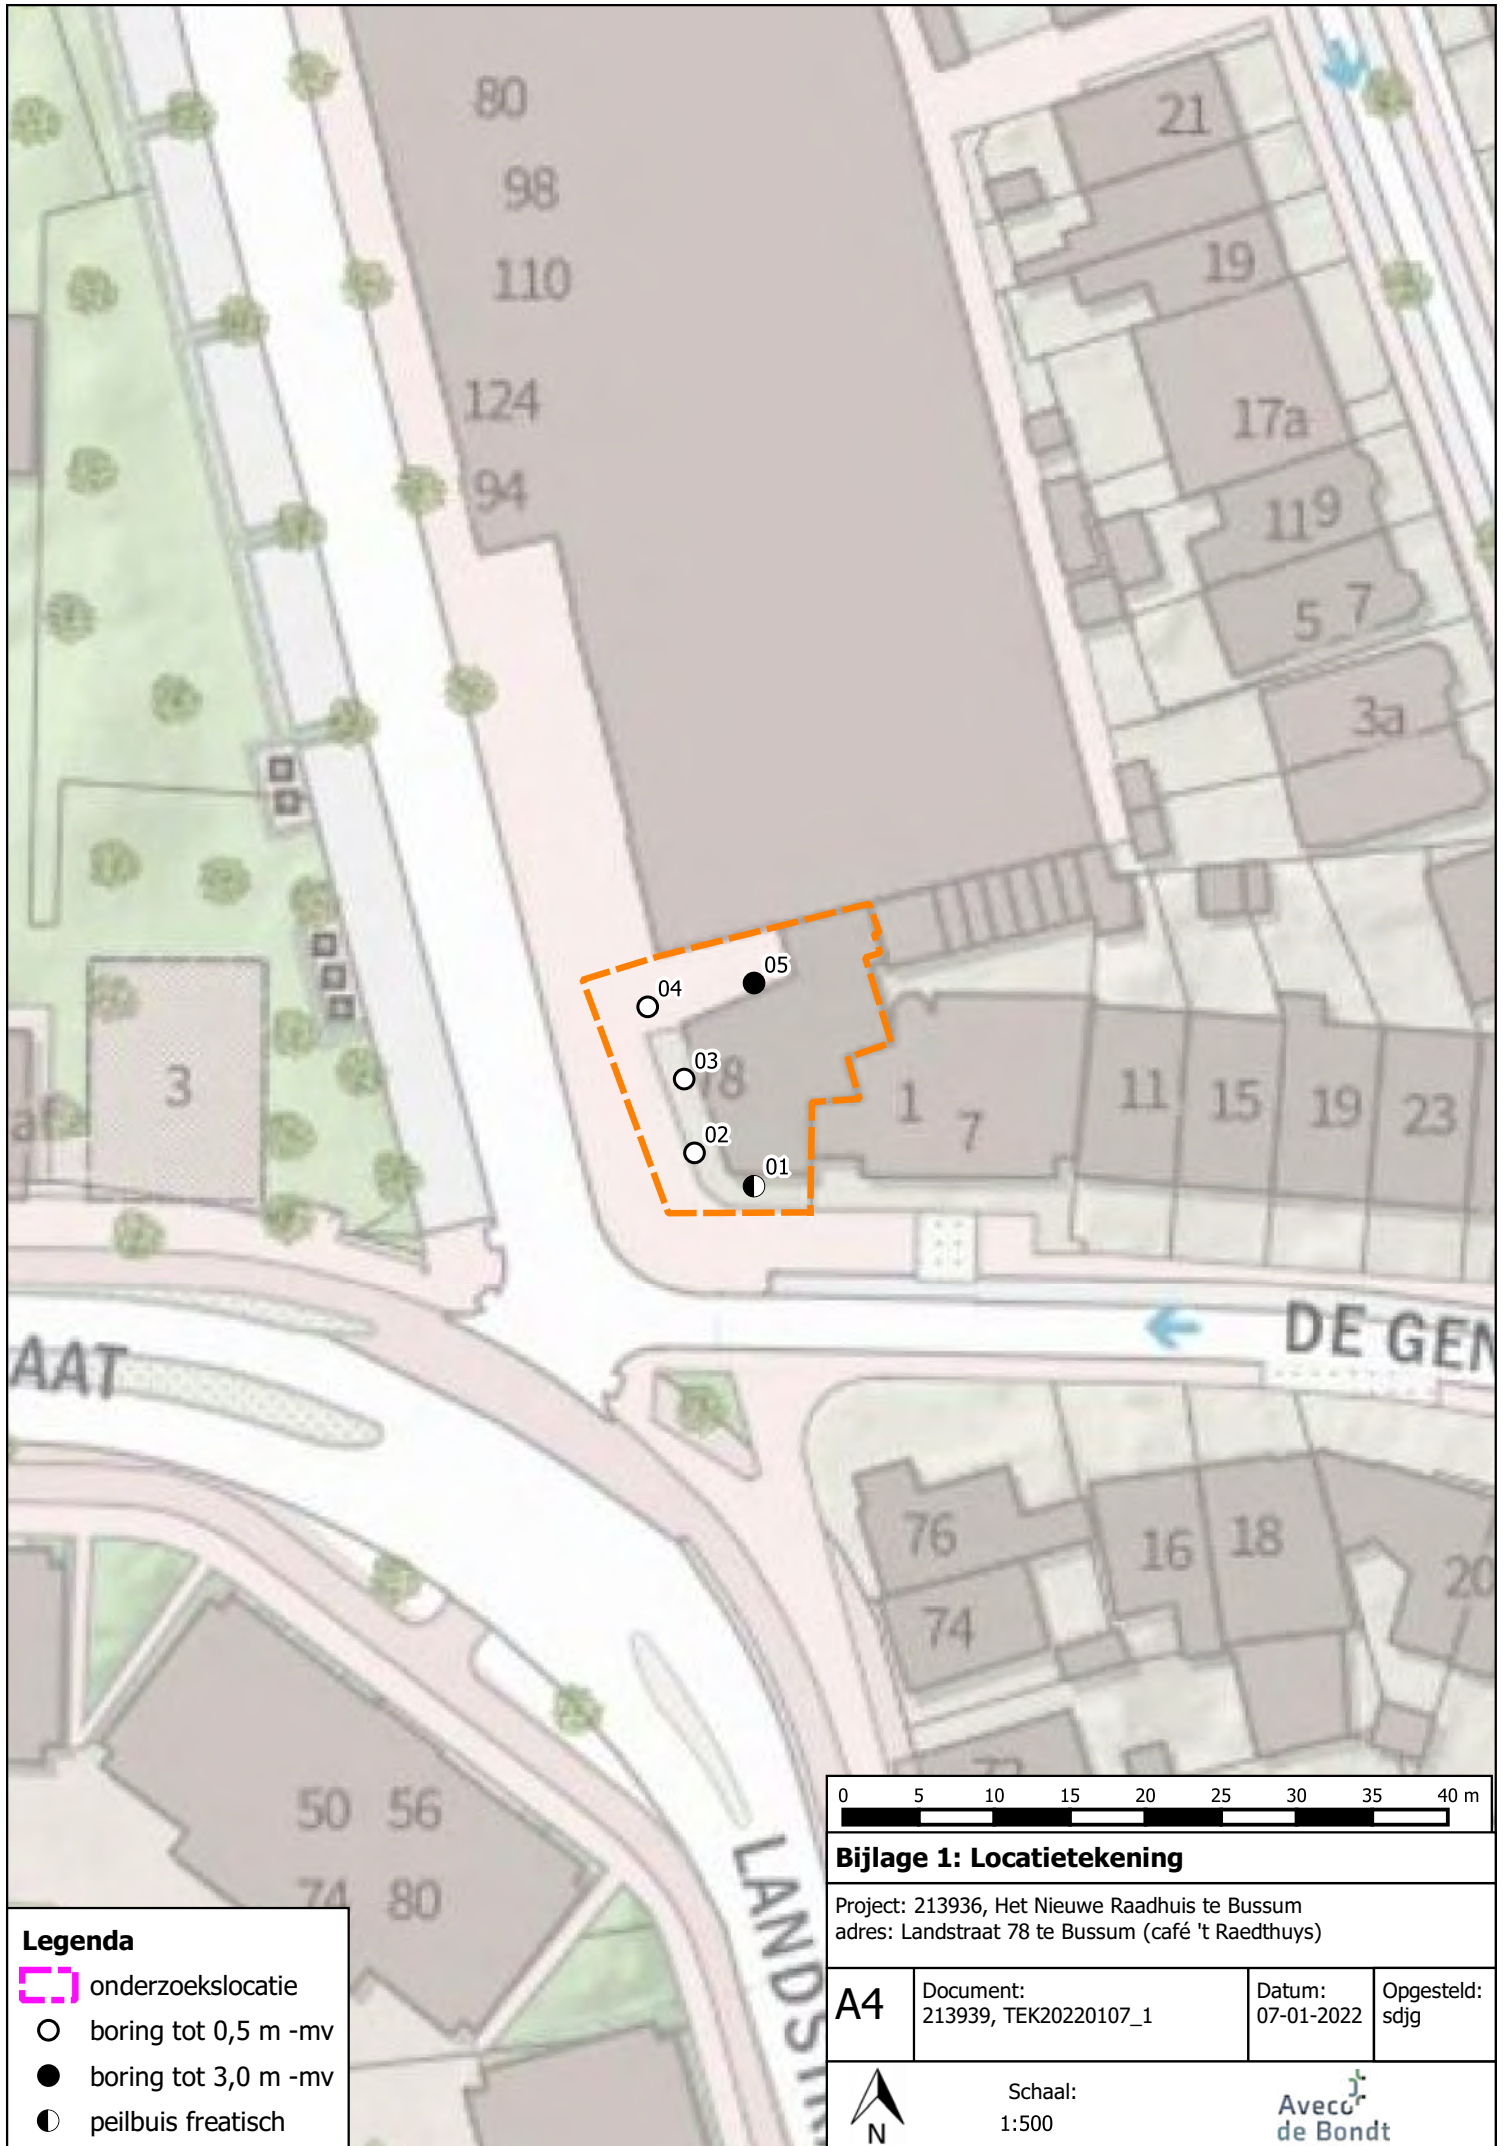 80
98
110
124
94
21
19
17a
119
5 7
3a
05
04
03
78
02
01
3
1
7
11
15
19
23
DE GEN
AAT
76
74
16
18
20
50 56
74 80
LANDSTR
0 5 10 15 20 25 30 35 40 m
Bijlage 1: Locatietekening
Project: 213936, Het Nieuwe Raadhuis te Bussum
adres: Landstraat 78 te Bussum (café 't Raedthuys)
A4
Document:
213939, TEK20220107_1
Datum:
07-01-2022
Opgesteld:
sdjg
N
Schaal:
1:500
Aveco
de Bondt
Legenda
onderzoekslocatie
boring tot 0,5 m -mv
boring tot 3,0 m -mv
peilbuis freatisch